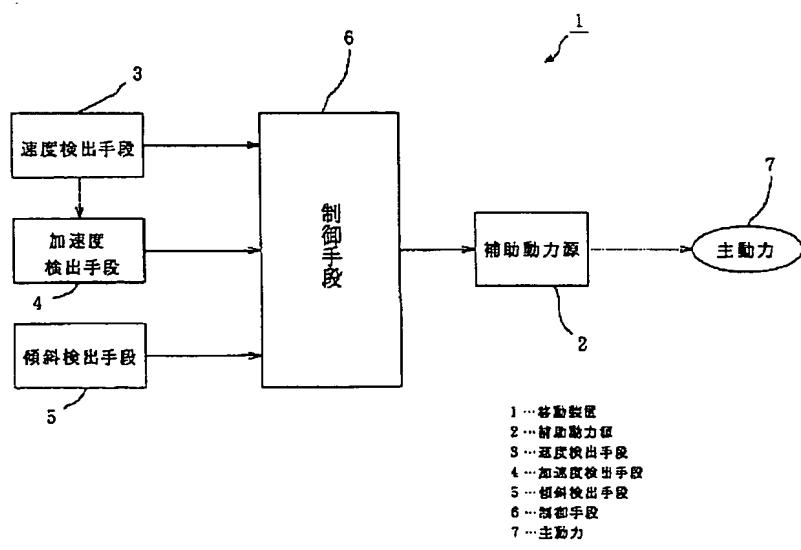 1
6
3
速度検出手段
加速度
検出手段
4
傾斜検出手段
5
制御手段
補助動力源
2
7
主動力
1…移動装置
2…補助動力源
3…速度検出手段
4…加速度検出手段
5…傾斜検出手段
6…制御手段
7…主動力